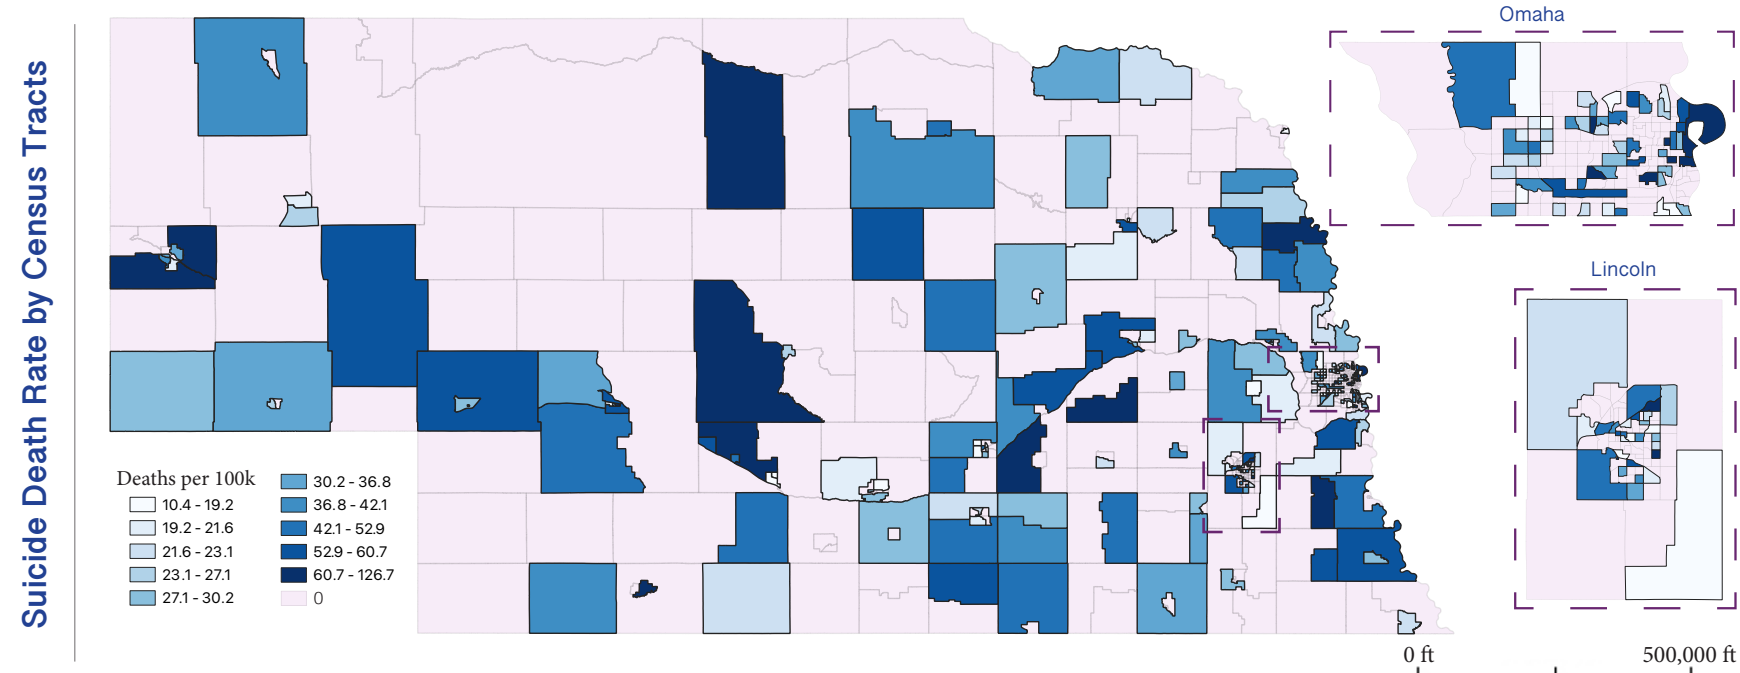 Suicide Death Rate by Census Tracts
Omaha
Lincoln
Deaths per 100k
10.4 - 19.2
19.2 - 21.6
21.6 - 23.1
23.1 - 27.1
27.1 - 30.2
30.2 - 36.8
36.8 - 42.1
42.1 - 52.9
52.9 - 60.7
60.7 - 126.7
0
0 ft
500,000 ft